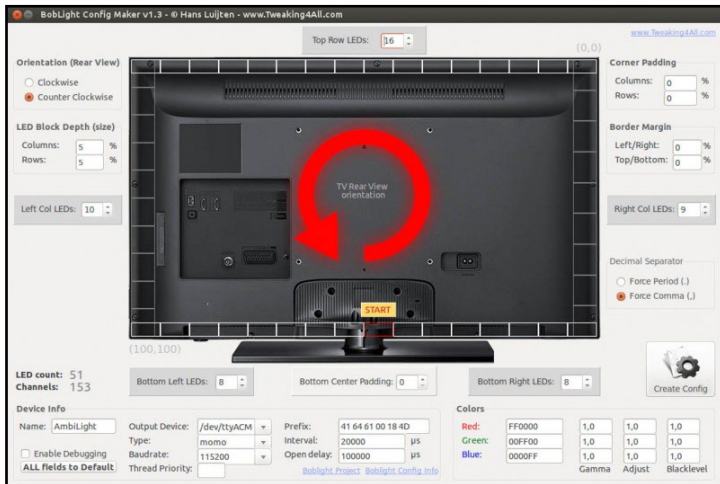 BobLight Config Maker v1.3 - © Hans Luijten - www.Tweaking4All.com
Top Row LEDs: 16
www.Tweaking4All.com
(0,0)
Orientation (Rear View)
Clockwise
Counter Clockwise
Corner Padding
Columns: 0 %
Rows: 0 %
LED Block Depth (size)
Columns: 5 %
Rows: 5 %
Border Margin
Left/Right: 0 %
Top/Bottom: 0 %
TV Rear View
orientation
Left Col LEDs: 10
Right Col LEDs: 9
Decimal Separator
Force Period (.)
Force Comma (,)
START
(100,100)
LED count: 51
Channels: 153
Bottom Left LEDs: 8
Bottom Center Padding: 0
Bottom Right LEDs: 8
Create Config
Device Info
Name: AmbiLight
Enable Debugging
ALL fields to Default
Output Device: /dev/ttyACM
Type: momo
Baudrate: 115200
Thread Priority:
Prefix: 41 64 61 00 18 4D
Interval: 20000 µs
Open delay: 100000 µs
Boblight Project Boblight Config Info
Colors
Red: FF0000 1,0 1,0 1,0
Green: 00FF00 1,0 1,0 1,0
Blue: 0000FF 1,0 1,0 1,0
Gamma Adjust Blacklevel